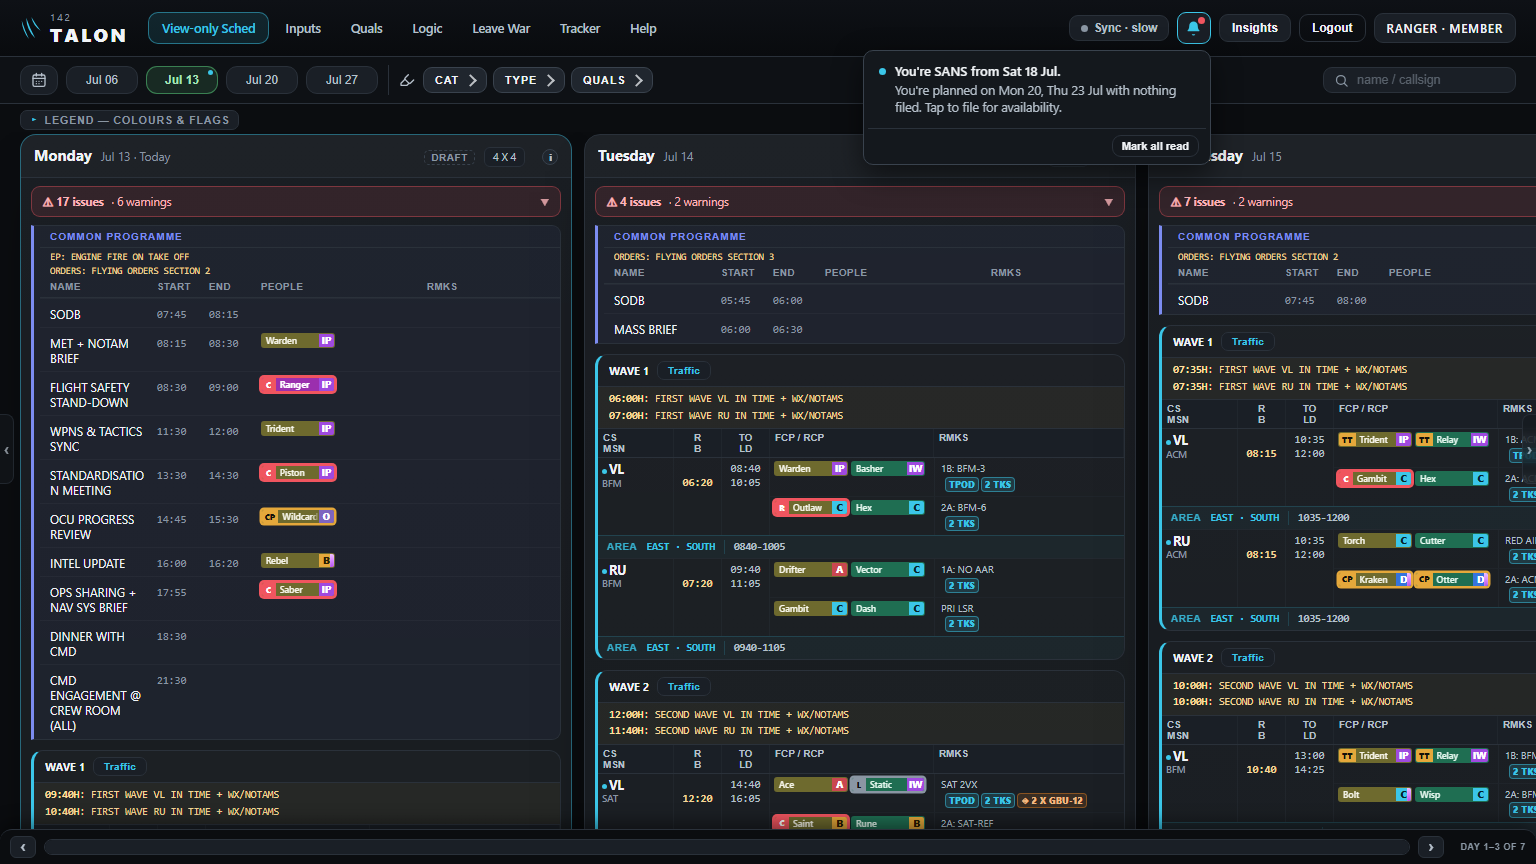 142
TALON
View-only Sched
Inputs
Quals
Logic
Leave War
Tracker
Help
Sync · slow
Insights
Logout
RANGER · MEMBER
Jul 06
Jul 13
Jul 20
Jul 27
CAT
TYPE
QUALS
name / callsign
You're SANS from Sat 18 Jul.
You're planned on Mon 20, Thu 23 Jul with nothing
filed. Tap to file for availability.
Mark all read
LEGEND — COLOURS & FLAGS
Monday Jul 13 · Today
DRAFT
4 X 4
i
17 issues · 6 warnings
COMMON PROGRAMME
EP: ENGINE FIRE ON TAKE OFF
ORDERS: FLYING ORDERS SECTION 2
NAME START END PEOPLE RMKS
SODB 07:45 08:15
MET + NOTAM
BRIEF
08:15 08:30 Warden IP
FLIGHT SAFETY
STAND-DOWN
08:30 09:00 C Ranger IP
WPNS & TACTICS
SYNC
11:30 12:00 Trident IP
STANDARDISATIO
N MEETING
13:30 14:30 C Piston IP
OCU PROGRESS
REVIEW
14:45 15:30 CP Wildcard O
INTEL UPDATE 16:00 16:20 Rebel B
OPS SHARING +
NAV SYS BRIEF
17:55 C Saber IP
DINNER WITH
CMD
18:30
CMD
ENGAGEMENT @
CREW ROOM
(ALL)
21:30
WAVE 1 Traffic
09:40H: FIRST WAVE VL IN TIME + WX/NOTAMS
10:40H: FIRST WAVE RU IN TIME + WX/NOTAMS
Tuesday Jul 14
4 issues · 2 warnings
COMMON PROGRAMME
ORDERS: FLYING ORDERS SECTION 3
NAME START END PEOPLE RMKS
SODB 05:45 06:00
MASS BRIEF 06:00 06:30
WAVE 1 Traffic
06:00H: FIRST WAVE VL IN TIME + WX/NOTAMS
07:00H: FIRST WAVE RU IN TIME + WX/NOTAMS
CS R TO FCP / RCP RMKS
MSN B LD
VL BFM 06:20 08:40 10:05
Warden IP Basher IW 1B: BFM-3
TPOD 2 TKS
R Outlaw C Hex C 2A: BFM-6
2 TKS
AREA EAST · SOUTH 0840-1005
RU BFM 07:20 09:40 11:05
Drifter A Vector C 1A: NO AAR
2 TKS
Gambit C Dash C PRI LSR
2 TKS
AREA EAST · SOUTH 0940-1105
WAVE 2 Traffic
12:00H: SECOND WAVE VL IN TIME + WX/NOTAMS
11:40H: SECOND WAVE RU IN TIME + WX/NOTAMS
CS R TO FCP / RCP RMKS
MSN B LD
VL SAT 12:20 14:40 16:05
Ace A L Static IW SAT 2VX
TPOD 2 TKS 2 X GBU-12
C Saint B Rune B 2A: SAT-REF
sday Jul 15
7 issues · 2 warnings
COMMON PROGRAMME
ORDERS: FLYING ORDERS SECTION 2
NAME START END PEOPLE
SODB 07:45 08:00
WAVE 1 Traffic
07:35H: FIRST WAVE VL IN TIME + WX/NOTAMS
07:35H: FIRST WAVE RU IN TIME + WX/NOTAMS
CS R TO FCP / RCP RMKS
MSN B LD
VL ACM 08:15 10:35 12:00
TT Trident IP TT Relay IW 1B:
C Gambit C Hex C 2A:
2 TKS
AREA EAST · SOUTH 1035-1200
RU ACM 08:15 10:35 12:00
Torch C Cutter C RED AI
2 TKS
CP Kraken D CP Otter D 2A: AC
2 TKS
AREA EAST · SOUTH 1035-1200
WAVE 2 Traffic
10:00H: SECOND WAVE VL IN TIME + WX/NOTAMS
10:00H: SECOND WAVE RU IN TIME + WX/NOTAMS
CS R TO FCP / RCP RMKS
MSN B LD
VL BFM 10:40 13:00 14:25
TT Trident IP TT Relay IW 1B: BFM
2 TKS
Bolt C Wisp C 2A: BFM
2 TKS
DAY 1–3 OF 7